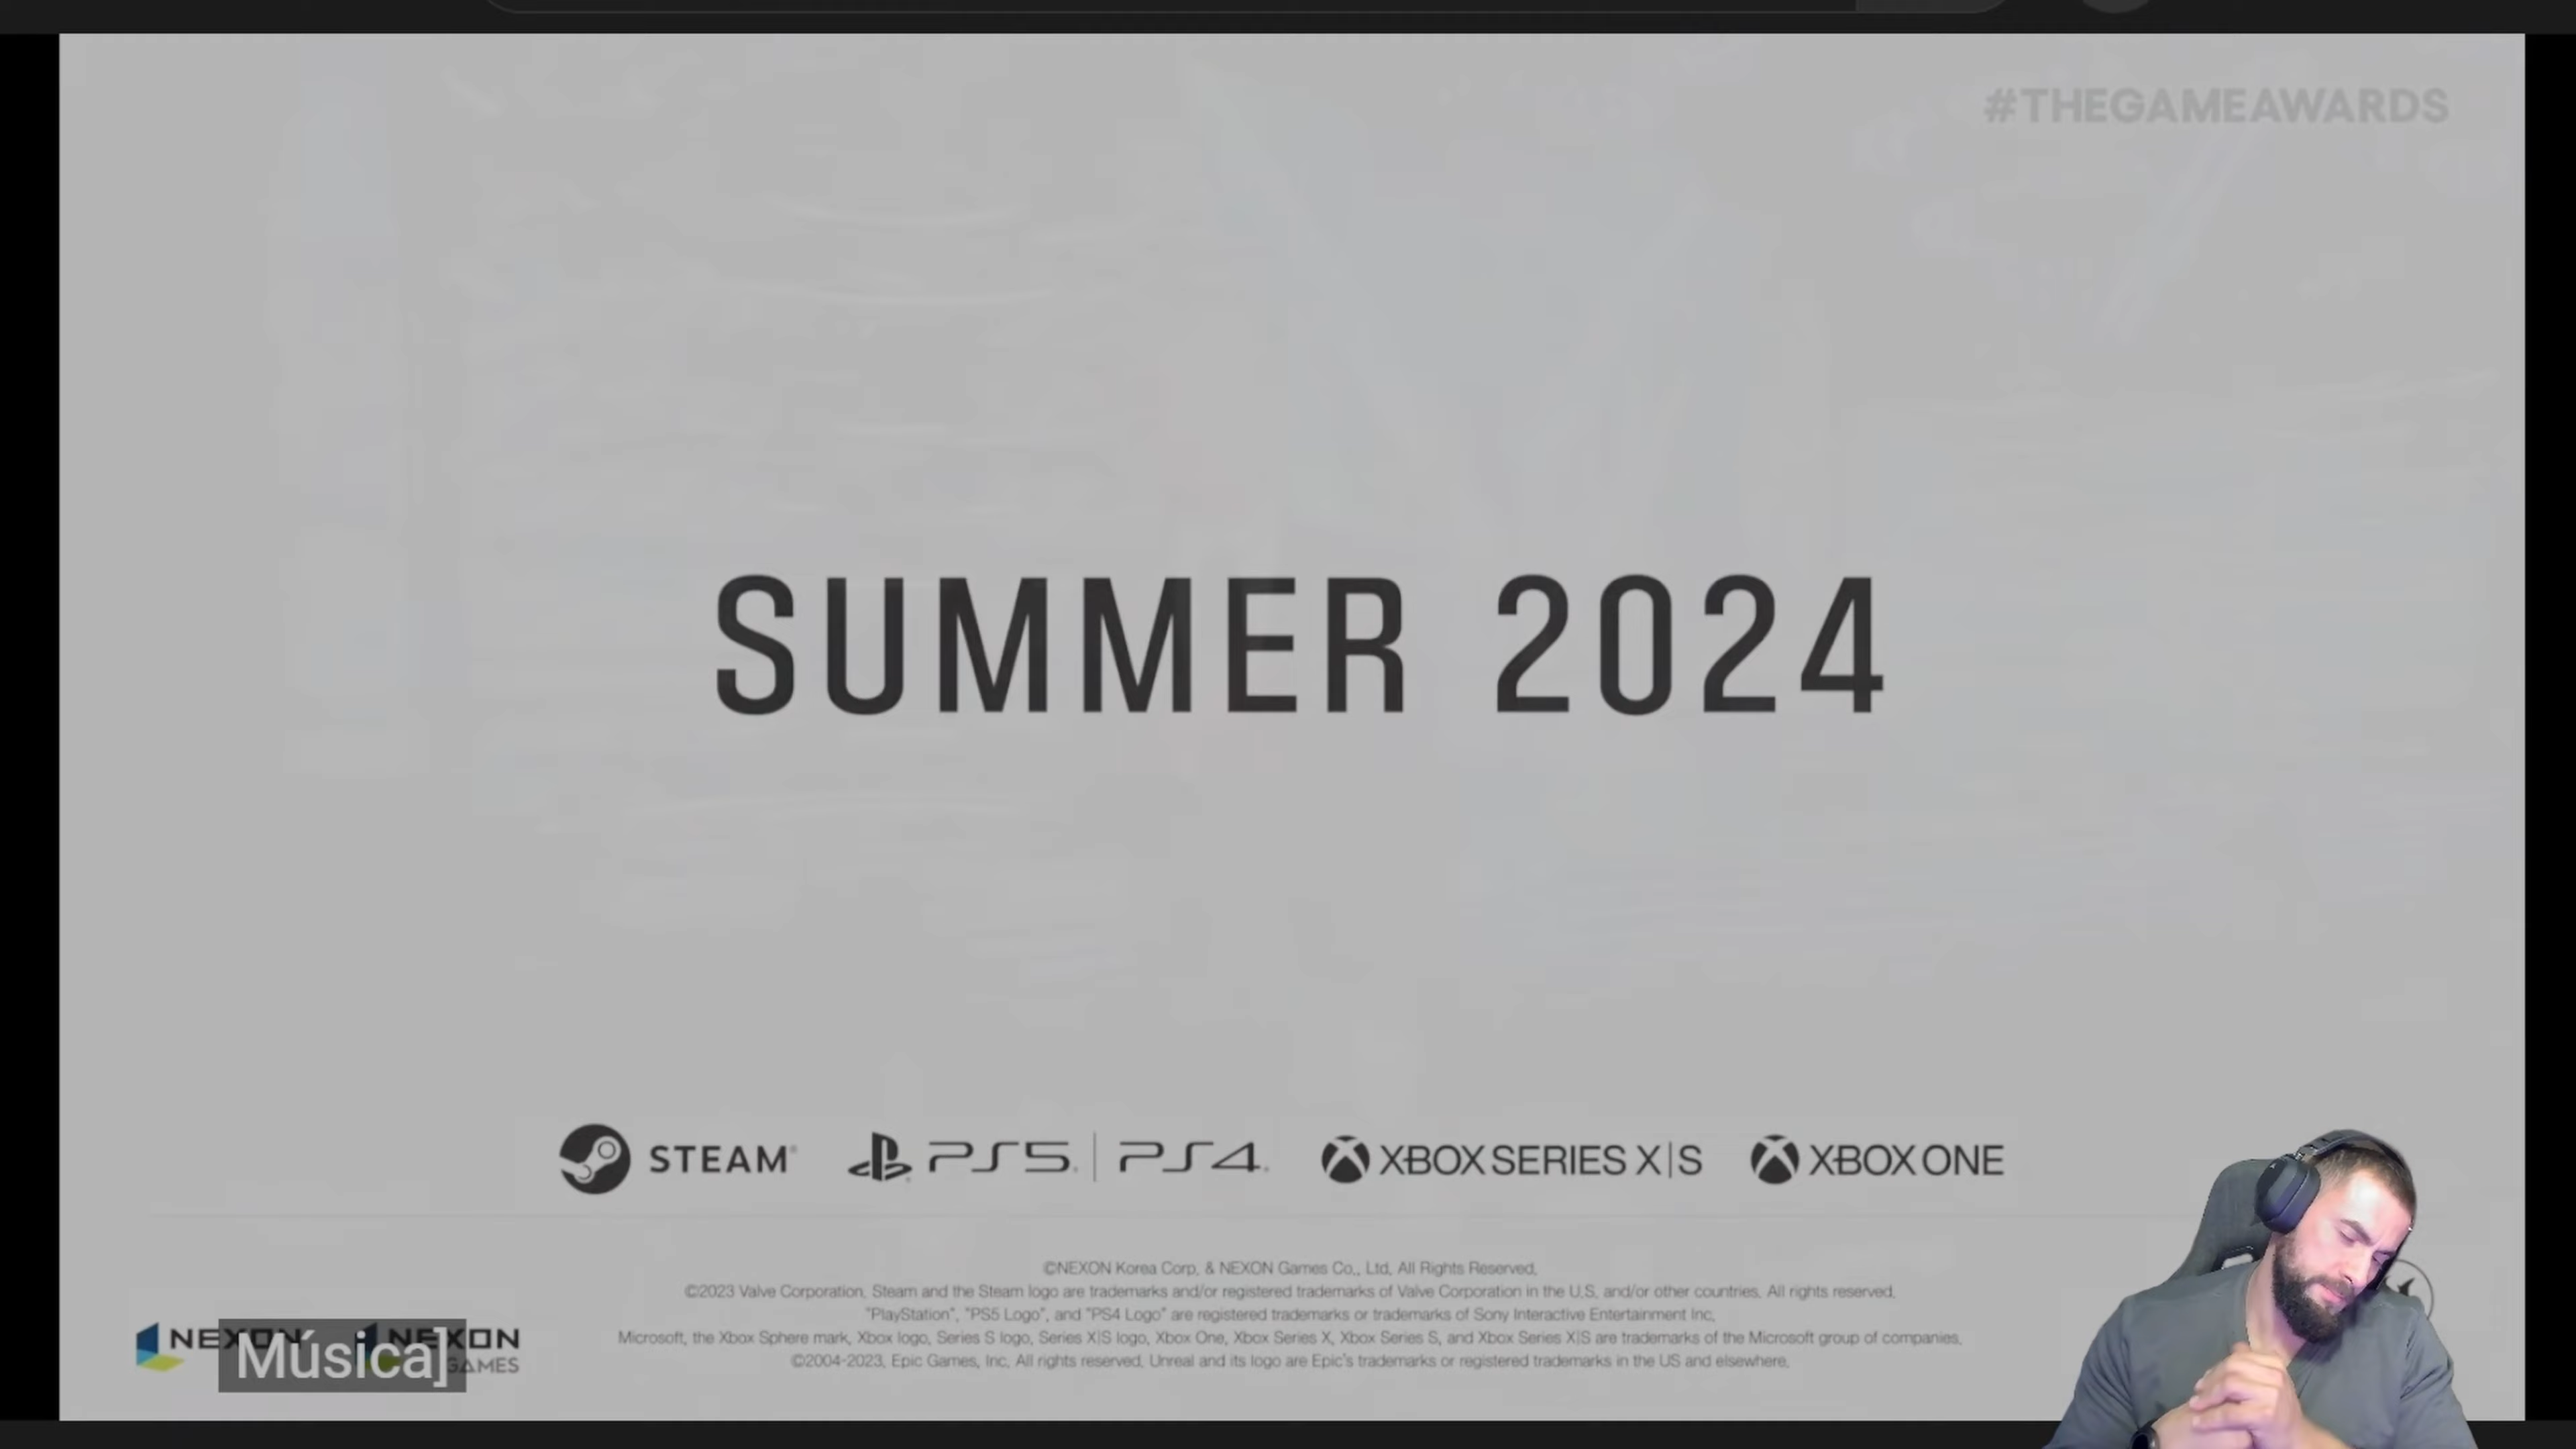 #THEGAMEAWARDS
SUMMER 2024
STEAM® PS5 PS4 XBOX SERIES X|S XBOX ONE
©NEXON Korea Corp. & NEXON Games Co., Ltd. All Rights Reserved.
©2023 Valve Corporation. Steam and the Steam logo are trademarks and/or registered trademarks of Valve Corporation in the U.S. and/or other countries. All rights reserved.
"PlayStation", "PS5 Logo", and "PS4 Logo" are registered trademarks or trademarks of Sony Interactive Entertainment Inc.
Microsoft, the Xbox Sphere mark, Xbox logo, Series S logo, Series X|S logo, Xbox One, Xbox Series X, Xbox Series S, and Xbox Series X|S are trademarks of the Microsoft group of companies.
©2004-2023, Epic Games, Inc. All rights reserved. Unreal and its logo are Epic's trademarks or registered trademarks in the US and elsewhere.
NEXON NEXON
GAMES
Música]